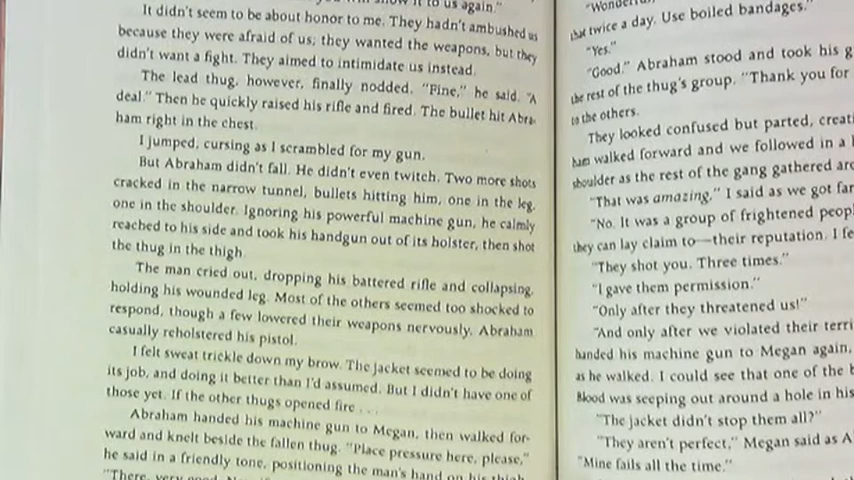 it to us again."
It didn't seem to be about honor to me. They hadn't ambushed us
because they were afraid of us; they wanted the weapons, but they
didn't want a fight. They aimed to intimidate us instead.
The lead thug, however, finally nodded. "Fine," he said. "A
deal." Then he quickly raised his rifle and fired. The bullet hit Abra-
ham right in the chest.
I jumped, cursing as I scrambled for my gun.
But Abraham didn't fall. He didn't even twitch. Two more shots
cracked in the narrow tunnel, bullets hitting him, one in the leg,
one in the shoulder. Ignoring his powerful machine gun, he calmly
reached to his side and took his handgun out of its holster, then shot
the thug in the thigh.
The man cried out, dropping his battered rifle and collapsing,
holding his wounded leg. Most of the others seemed too shocked to
respond, though a few lowered their weapons nervously. Abraham
casually reholstered his pistol.
I felt sweat trickle down my brow. The jacket seemed to be doing
its job, and doing it better than I'd assumed. But I didn't have one of
those yet. If the other thugs opened fire . . .
Abraham handed his machine gun to Megan, then walked for-
ward and knelt beside the fallen thug. "Place pressure here, please,"
he said in a friendly tone, positioning the man's hand on his thigh.
"There, very good.
that twice a day. Use boiled bandages."
"Yes."
"Good." Abraham stood and took his
the rest of the thug's group. "Thank you for
to the others.
They looked confused but parted,
ham walked forward and we followed in a
shoulder as the rest of the gang gathered
"That was amazing," I said as we got
"No. It was a group of frightened
they can lay claim to—their reputation. I
"They shot you. Three times."
"I gave them permission."
"Only after they threatened us!"
"And only after we violated their
handed his machine gun to Megan again,
as he walked. I could see that one of the
Blood was seeping out around a hole in his
"The jacket didn't stop them all?"
"They aren't perfect," Megan said as
"Mine fails all the time."